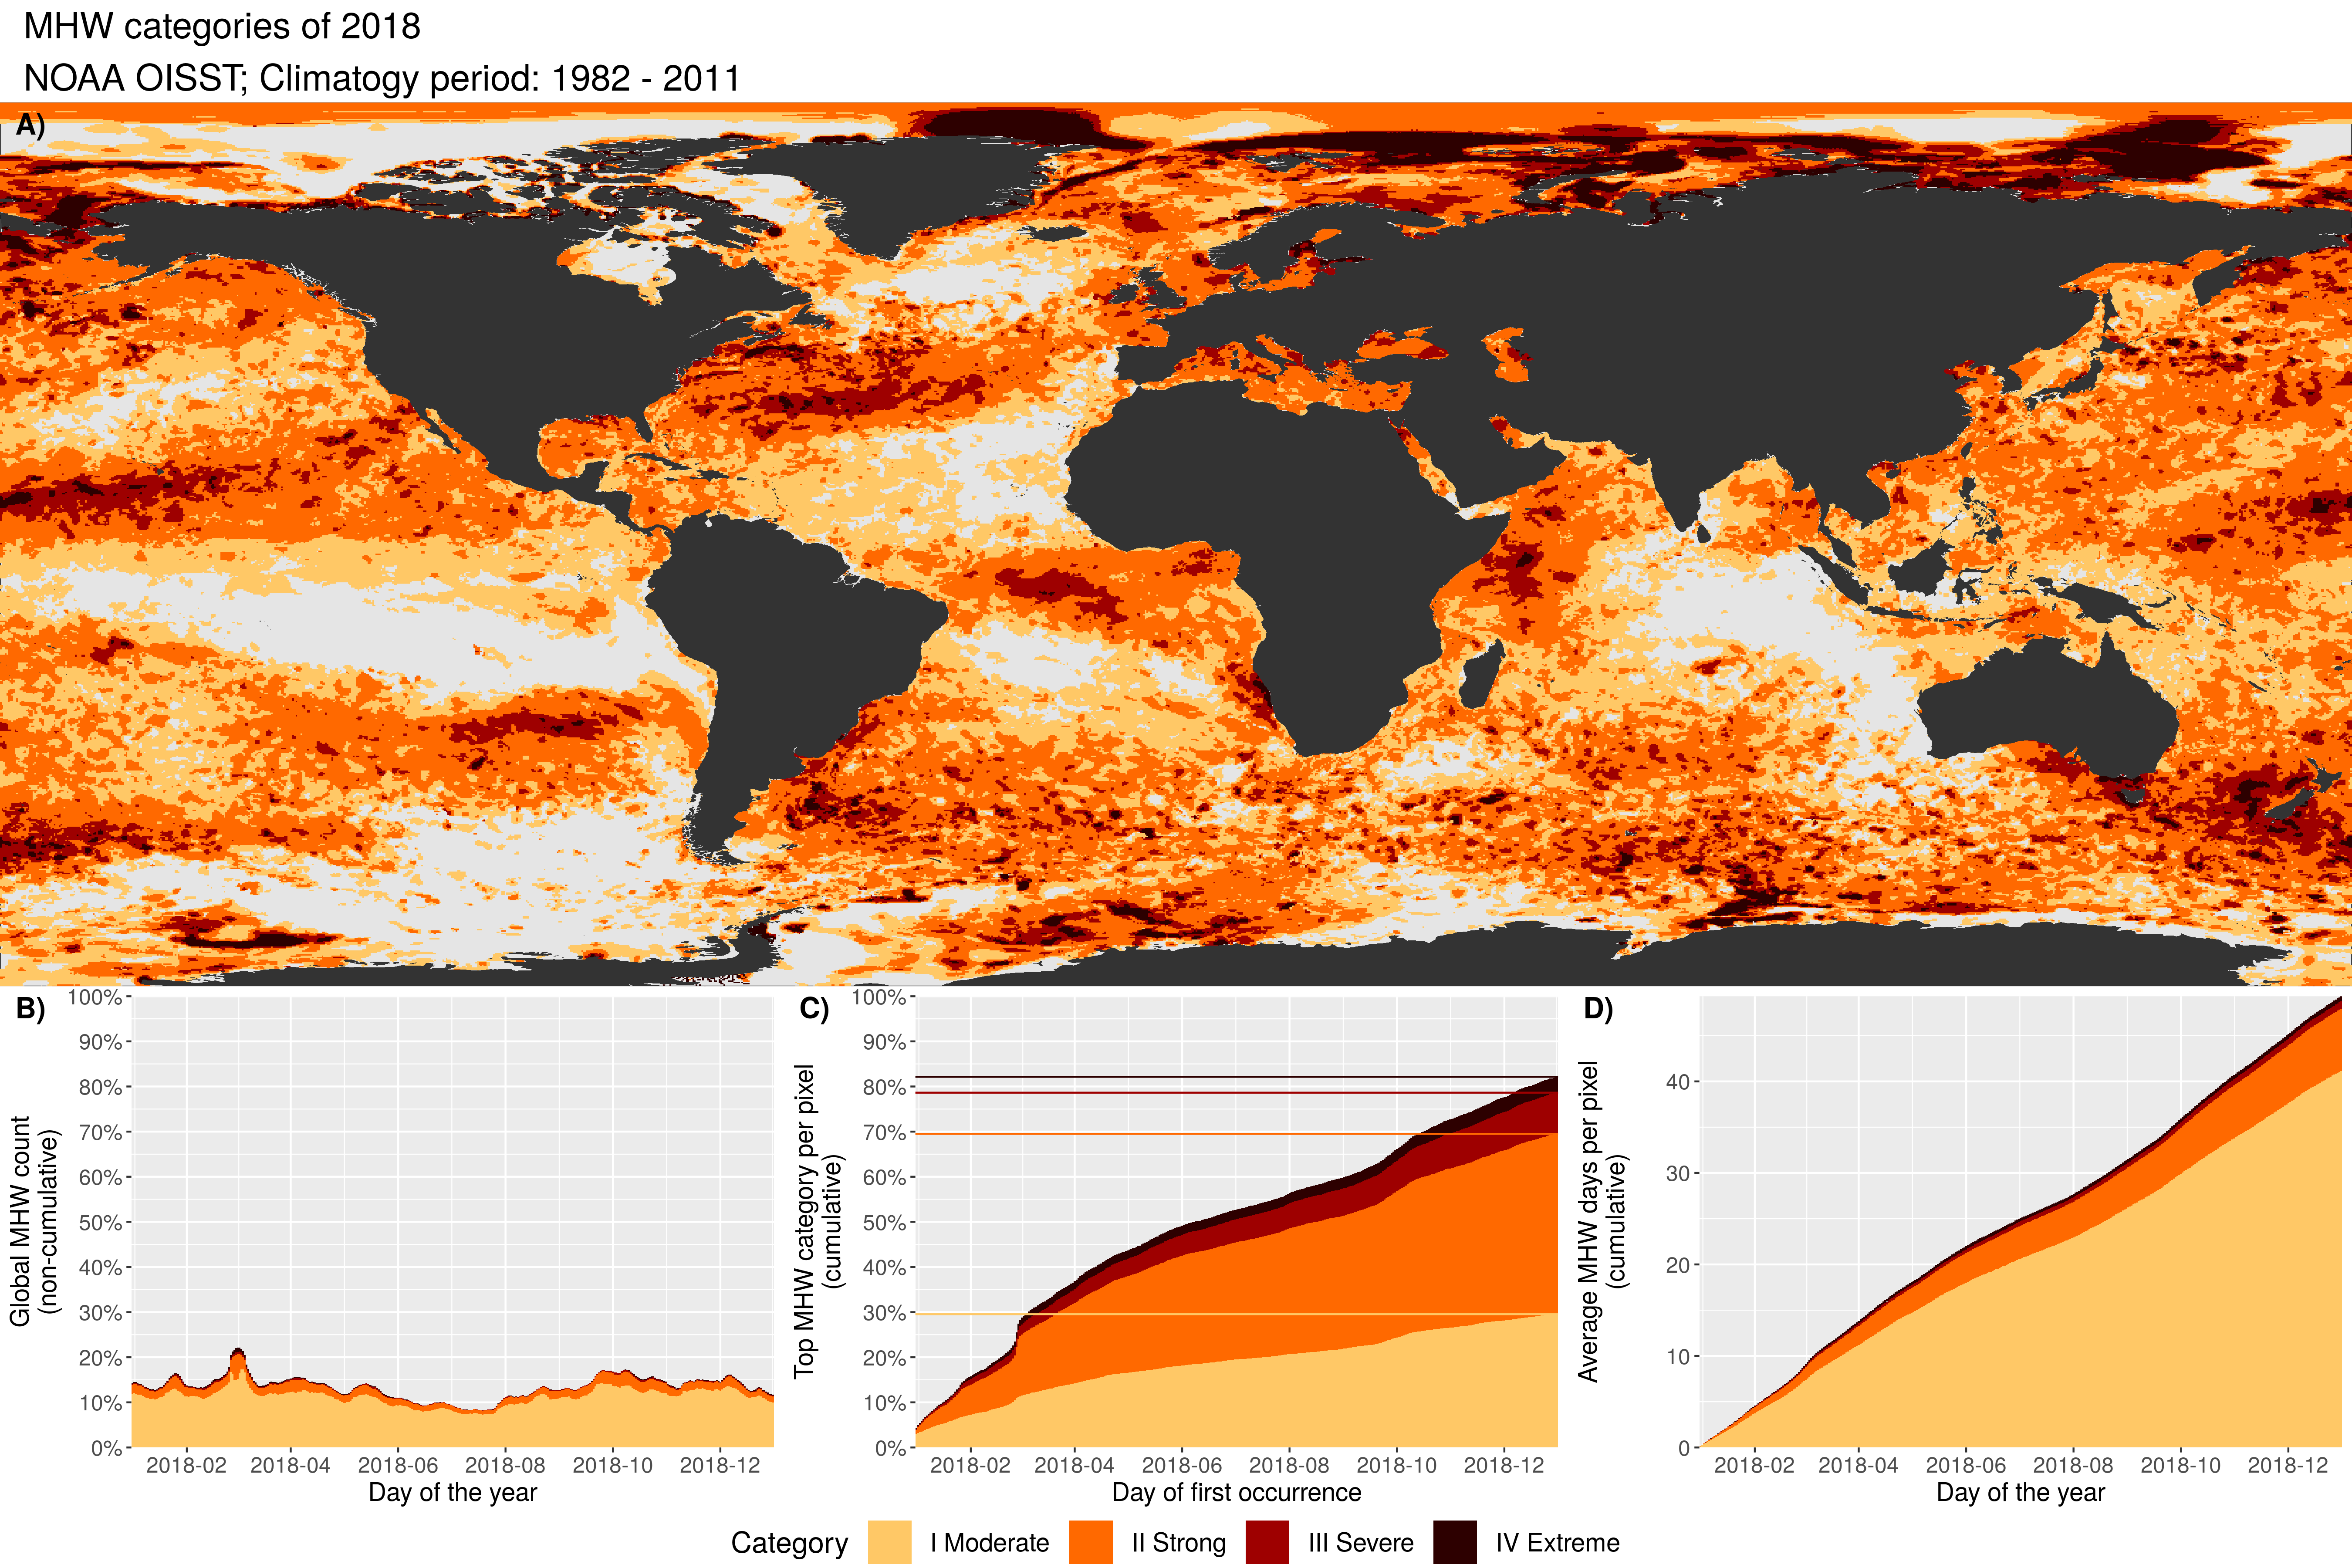 MHW categories of 2018
NOAA OISST; Climatogy period: 1982 - 2011
A)
B)
Global MHW count
(non-cumulative)
100%
90%
80%
70%
60%
50%
40%
30%
20%
10%
0%
2018-02 2018-04 2018-06 2018-08 2018-10 2018-12
Day of the year
C)
Top MHW category per pixel
(cumulative)
100%
90%
80%
70%
60%
50%
40%
30%
20%
10%
0%
2018-02 2018-04 2018-06 2018-08 2018-10 2018-12
Day of first occurrence
D)
Average MHW days per pixel
(cumulative)
40
30
20
10
0
2018-02 2018-04 2018-06 2018-08 2018-10 2018-12
Day of the year
Category I Moderate II Strong III Severe IV Extreme